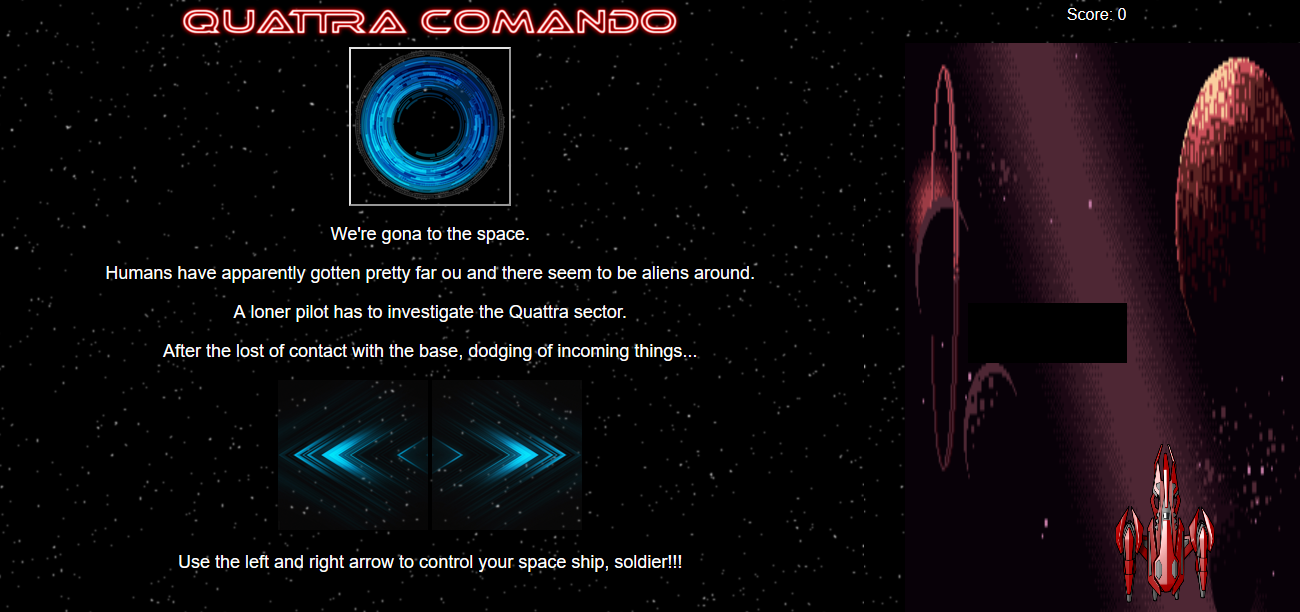 QUATTRA COMANDO
Score: 0
We're gona to the space.
Humans have apparently gotten pretty far ou and there seem to be aliens around.
A loner pilot has to investigate the Quattra sector.
After the lost of contact with the base, dodging of incoming things...
Use the left and right arrow to control your space ship, soldier!!!